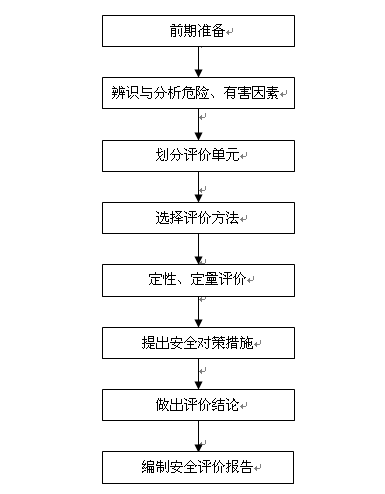 前期准备
辨识与分析危险、有害因素
划分评价单元
选择评价方法
定性、定量评价
提出安全对策措施
做出评价结论
编制安全评价报告